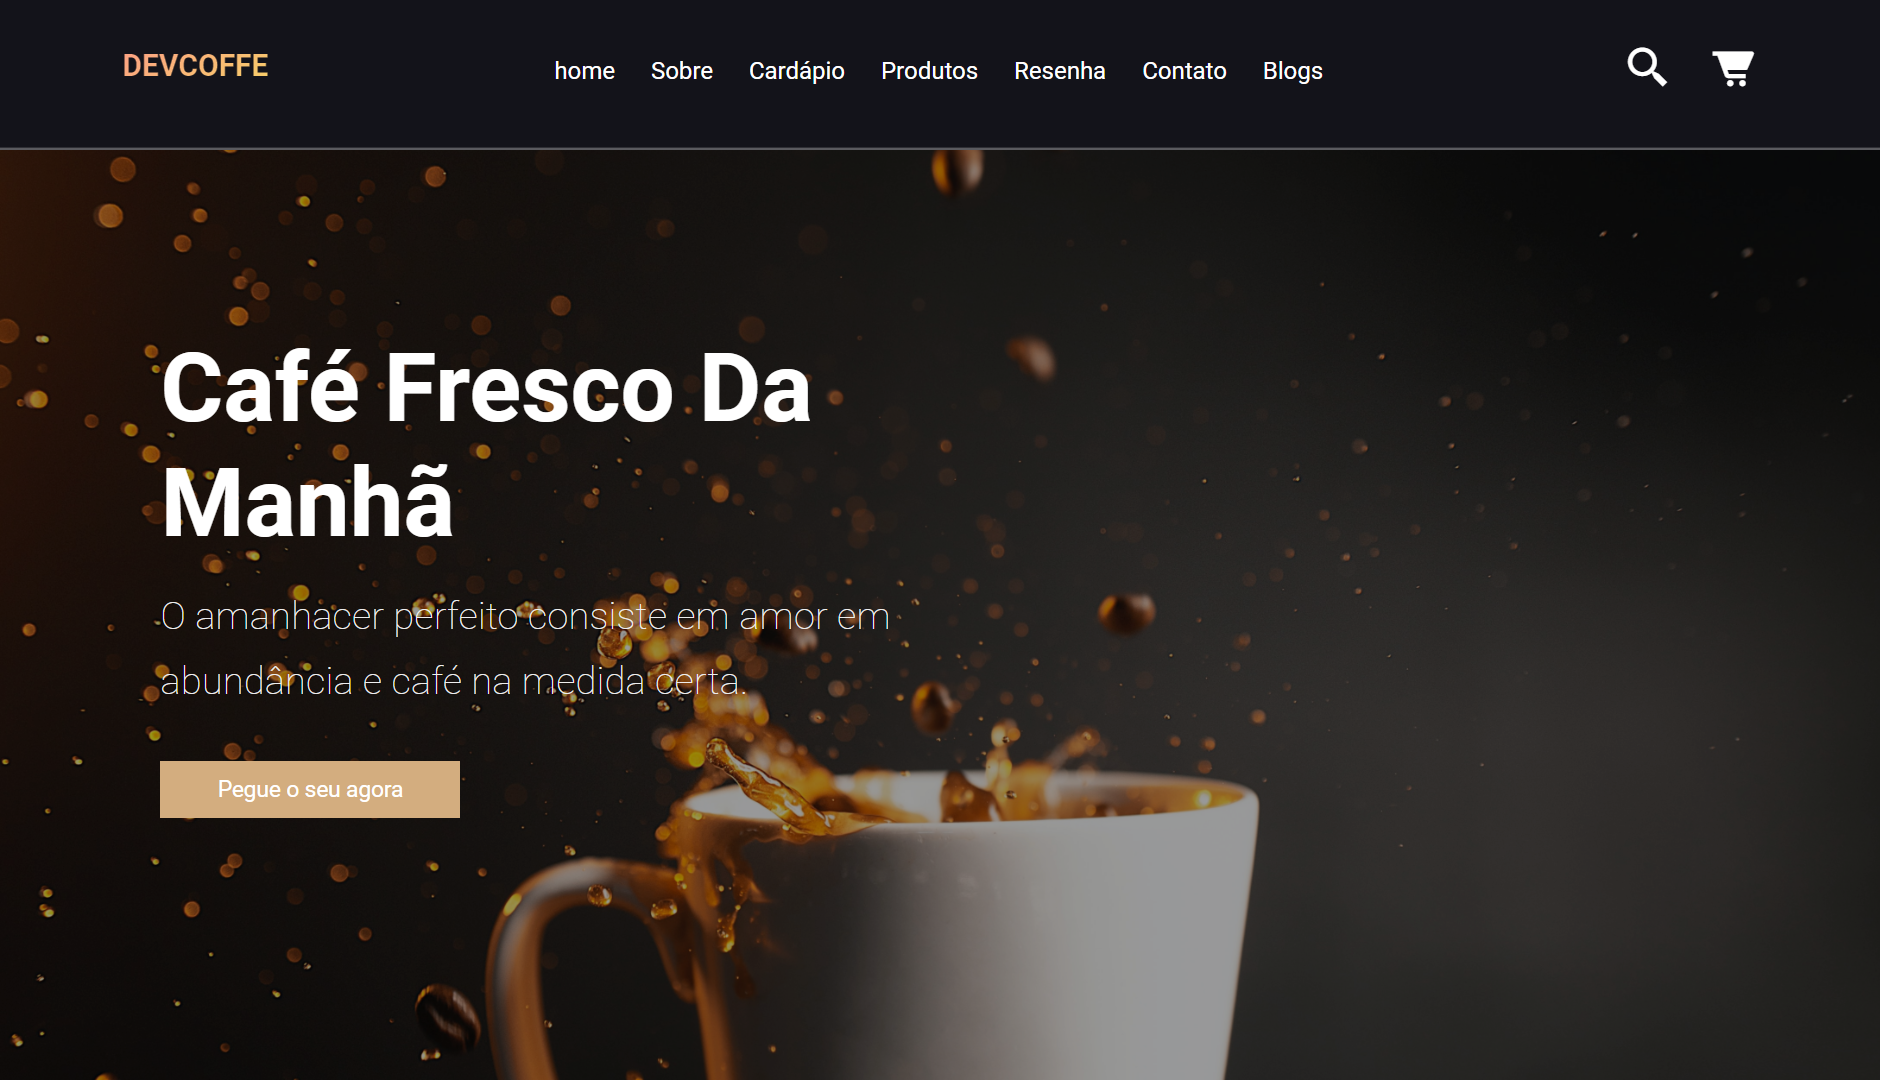 DEVCOFFE
home Sobre Cardápio Produtos Resenha Contato Blogs
Café Fresco Da
Manhã
O amanhacer perfeito consiste em amor em
abundância e café na medida certa.
Pegue o seu agora